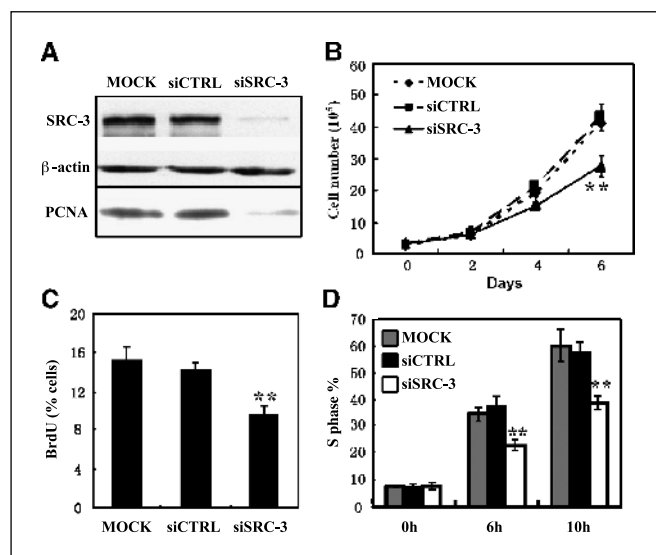 A
MOCK siCTRL siSRC-3
SRC-3
β-actin
PCNA
B
Cell number (10⁵)
60
50
40
30
20
10
0
MOCK
siCTRL
siSRC-3
**
0 2 4 6
Days
C
BrdU (% cells)
20
16
12
8
4
0
**
MOCK siCTRL siSRC-3
D
S phase %
70
60
50
40
30
20
10
0
MOCK
siCTRL
siSRC-3
**
**
0h 6h 10h